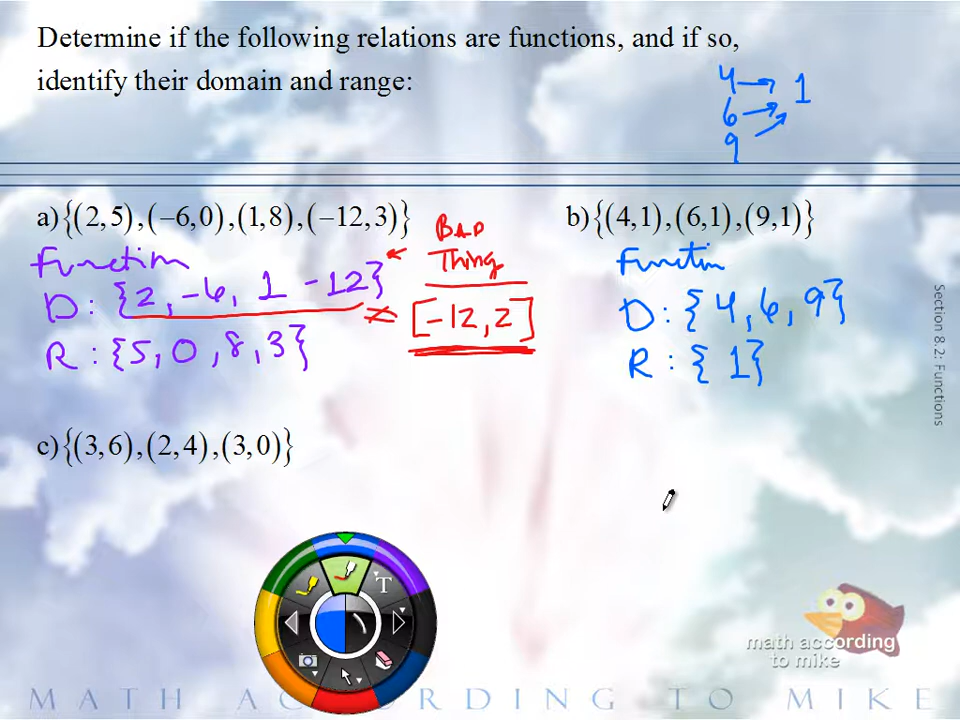 Determine if the following relations are functions, and if so,
identify their domain and range:
4 → 1
6 →
9 →
a) {(2,5),(−6,0),(1,8),(−12,3)}
Function
D: {2, -6, 1 -12}
R: {5, 0, 8, 3}
BAD
Thing
≠ [-12, 2]
b) {(4,1),(6,1),(9,1)}
Functin
D: {4, 6, 9}
R: { 1}
c) {(3,6),(2,4),(3,0)}
Section 8.2: Functions
T
math according
to mike
MATH ACCORDING TO MIKE